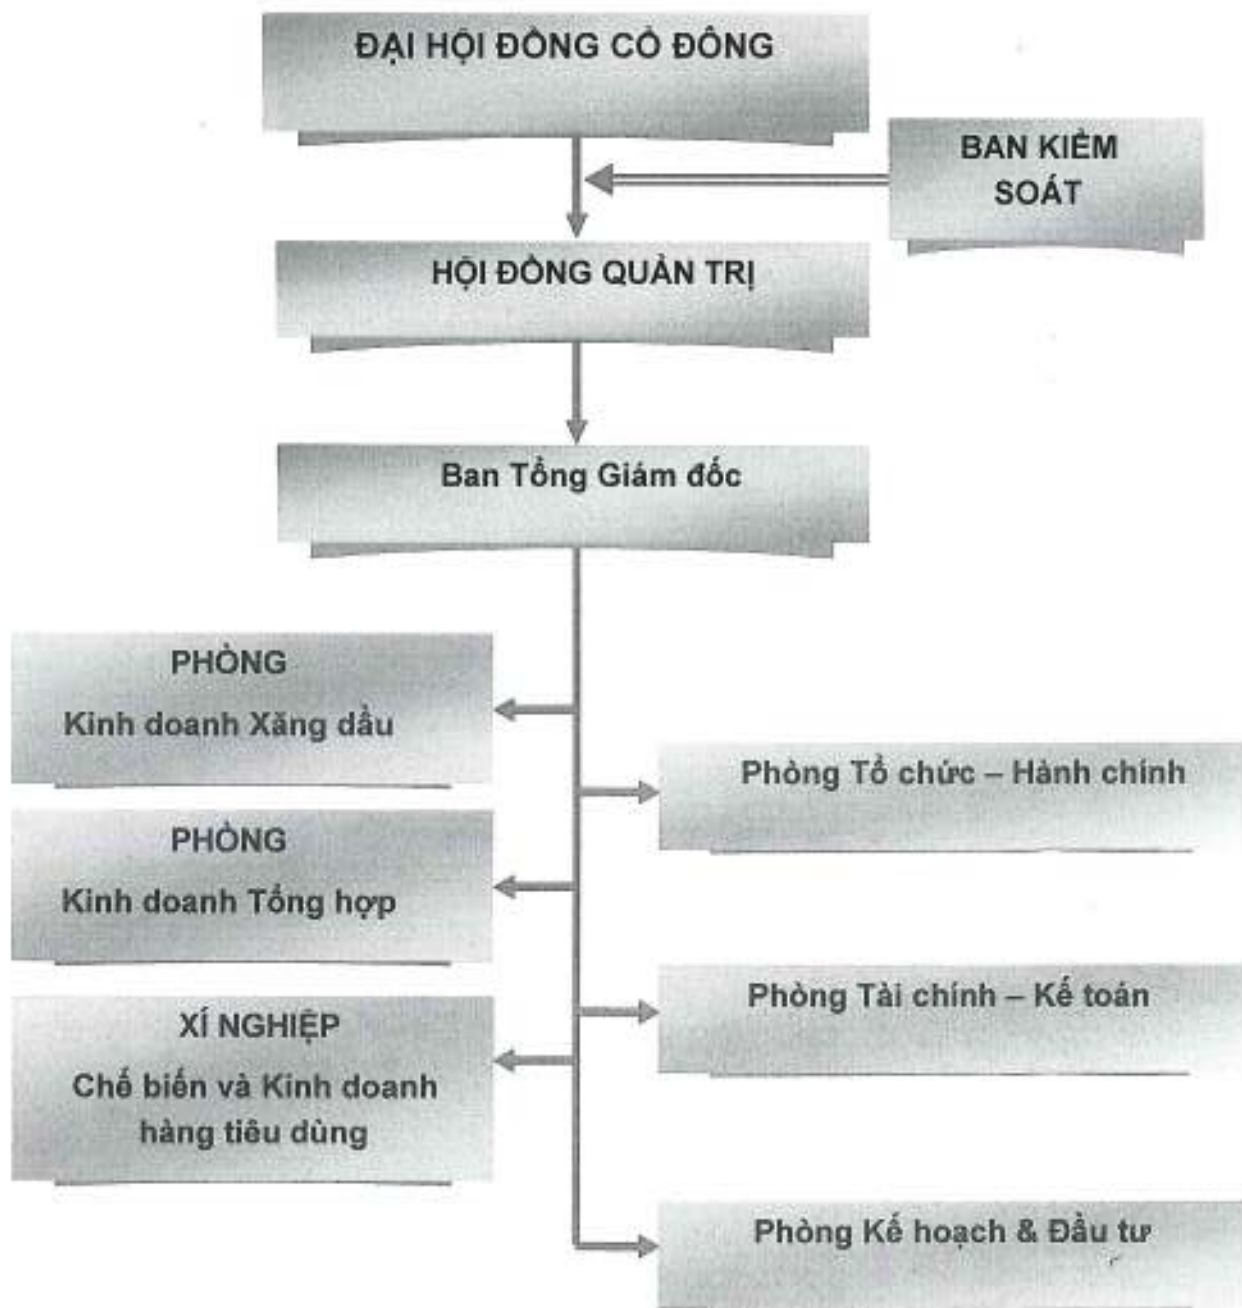 ĐẠI HỘI ĐỒNG CỔ ĐÔNG
BAN KIỂM
SOÁT
HỘI ĐỒNG QUẢN TRỊ
Ban Tổng Giám đốc
PHÒNG
Kinh doanh Xăng dầu
Phòng Tổ chức – Hành chính
PHÒNG
Kinh doanh Tổng hợp
Phòng Tài chính – Kế toán
XÍ NGHIỆP
Chế biến và Kinh doanh
hàng tiêu dùng
Phòng Kế hoạch & Đầu tư